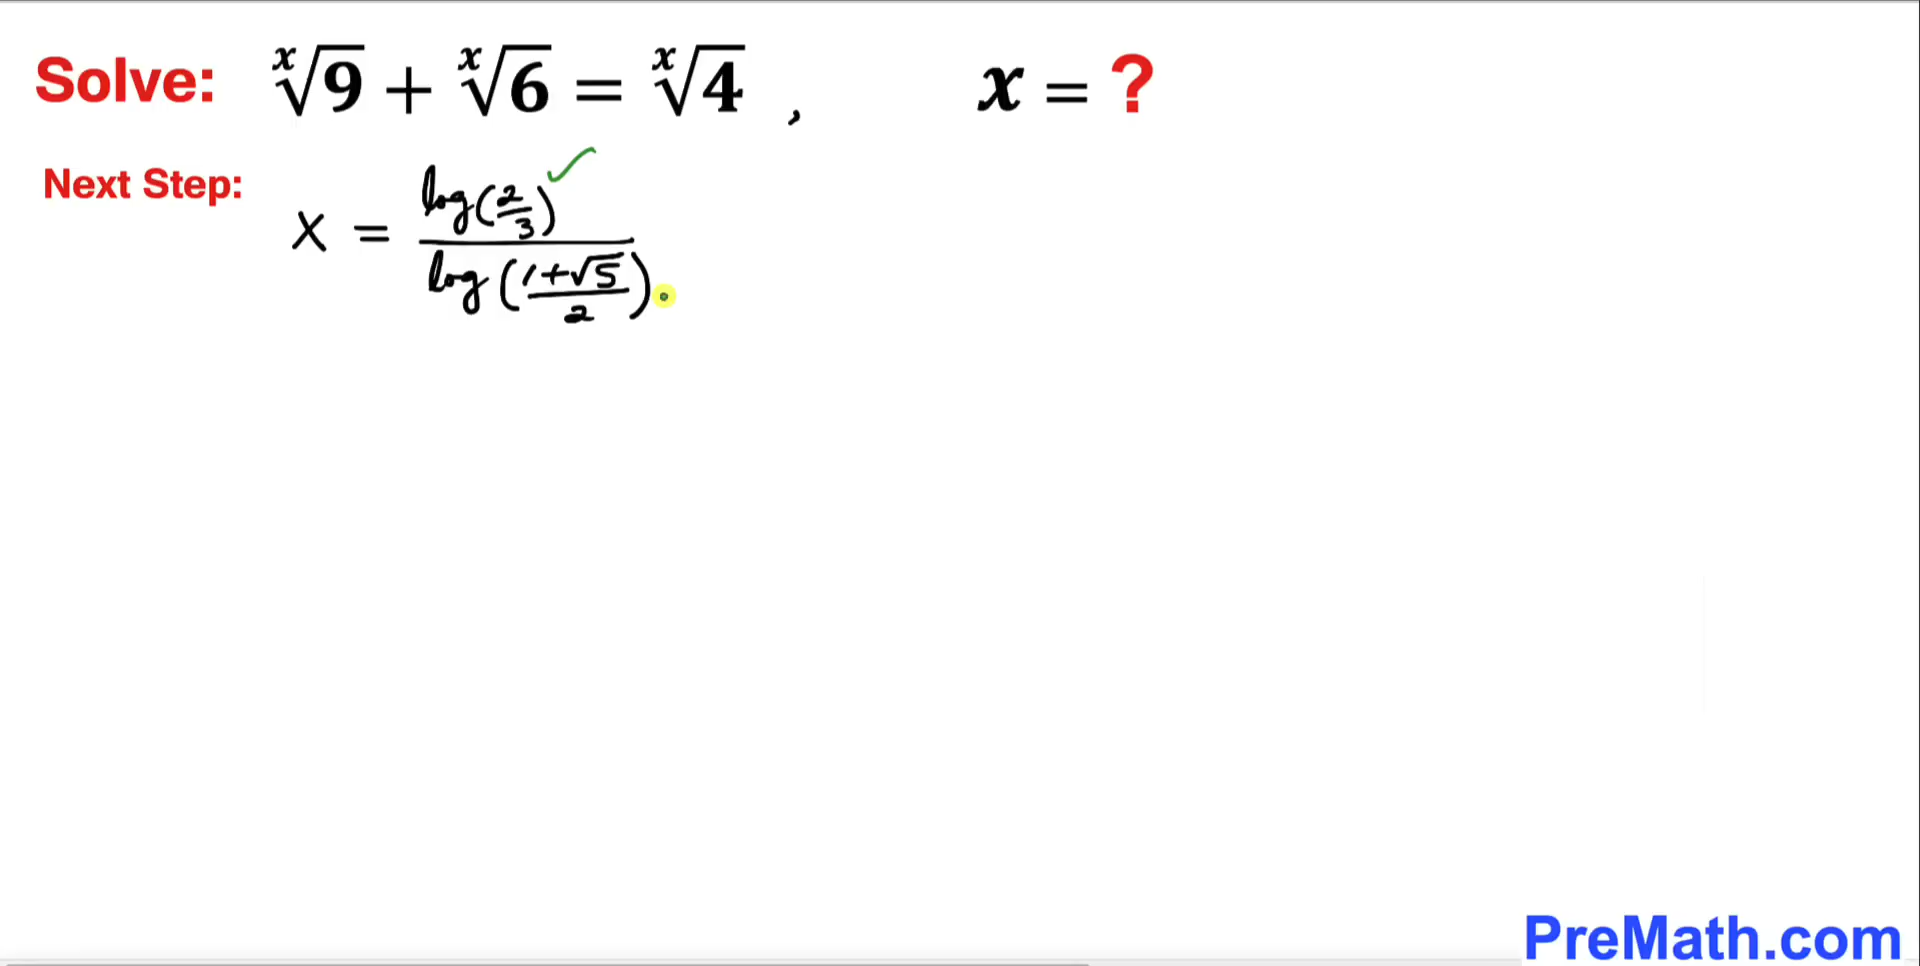 Solve: ˣ√9 + ˣ√6 = ˣ√4 , x = ?
Next Step:
x = log(2/3) / log((1+√5)/2)
PreMath.com